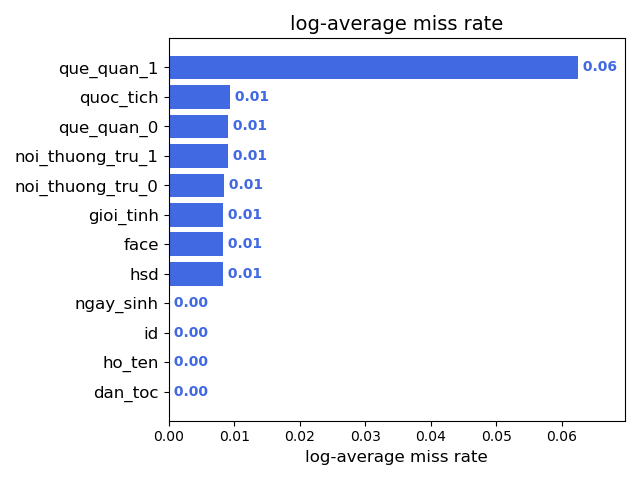 log-average miss rate
que_quan_1 0.06
quoc_tich 0.01
que_quan_0 0.01
noi_thuong_tru_1 0.01
noi_thuong_tru_0 0.01
gioi_tinh 0.01
face 0.01
hsd 0.01
ngay_sinh 0.00
id 0.00
ho_ten 0.00
dan_toc 0.00
0.00 0.01 0.02 0.03 0.04 0.05 0.06
log-average miss rate